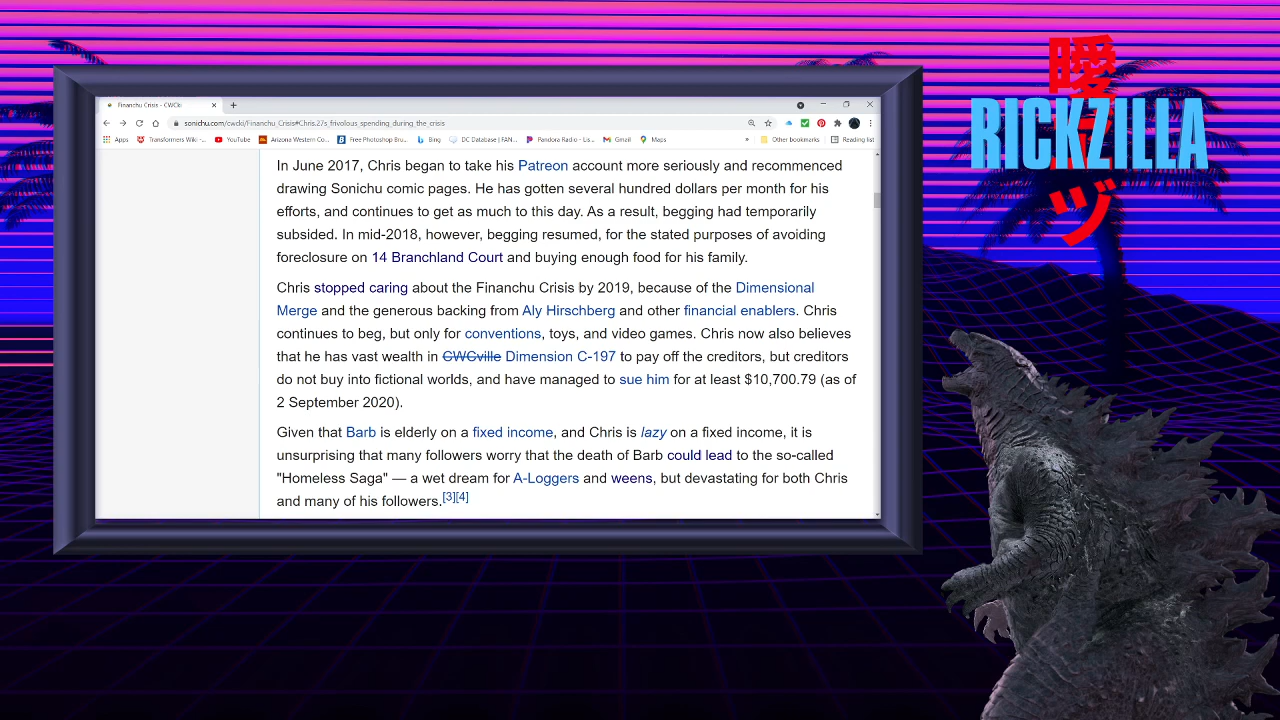 Financhu Crisis - CWCki
sonichu.com/cwcki/Financhu_Crisis#Chris.27s_frivolous_spending_during_the_crisis
Apps Transformers Wiki -... YouTube Arizona Western Co... Free Photoshop Bru... Bing DC Database | FAN... Pandora Radio - Lis... Gmail Maps » Other bookmarks Reading list
In June 2017, Chris began to take his Patreon account more seriously and recommenced
drawing Sonichu comic pages. He has gotten several hundred dollars per month for his
efforts, and continues to get as much to this day. As a result, begging had temporarily
subsided. In mid-2018, however, begging resumed, for the stated purposes of avoiding
foreclosure on 14 Branchland Court and buying enough food for his family.
Chris stopped caring about the Financhu Crisis by 2019, because of the Dimensional
Merge and the generous backing from Aly Hirschberg and other financial enablers. Chris
continues to beg, but only for conventions, toys, and video games. Chris now also believes
that he has vast wealth in CWCville Dimension C-197 to pay off the creditors, but creditors
do not buy into fictional worlds, and have managed to sue him for at least $10,700.79 (as of
2 September 2020).
Given that Barb is elderly on a fixed income, and Chris is lazy on a fixed income, it is
unsurprising that many followers worry that the death of Barb could lead to the so-called
"Homeless Saga" — a wet dream for A-Loggers and weens, but devastating for both Chris
and many of his followers.[3][4]
RICKZILLA